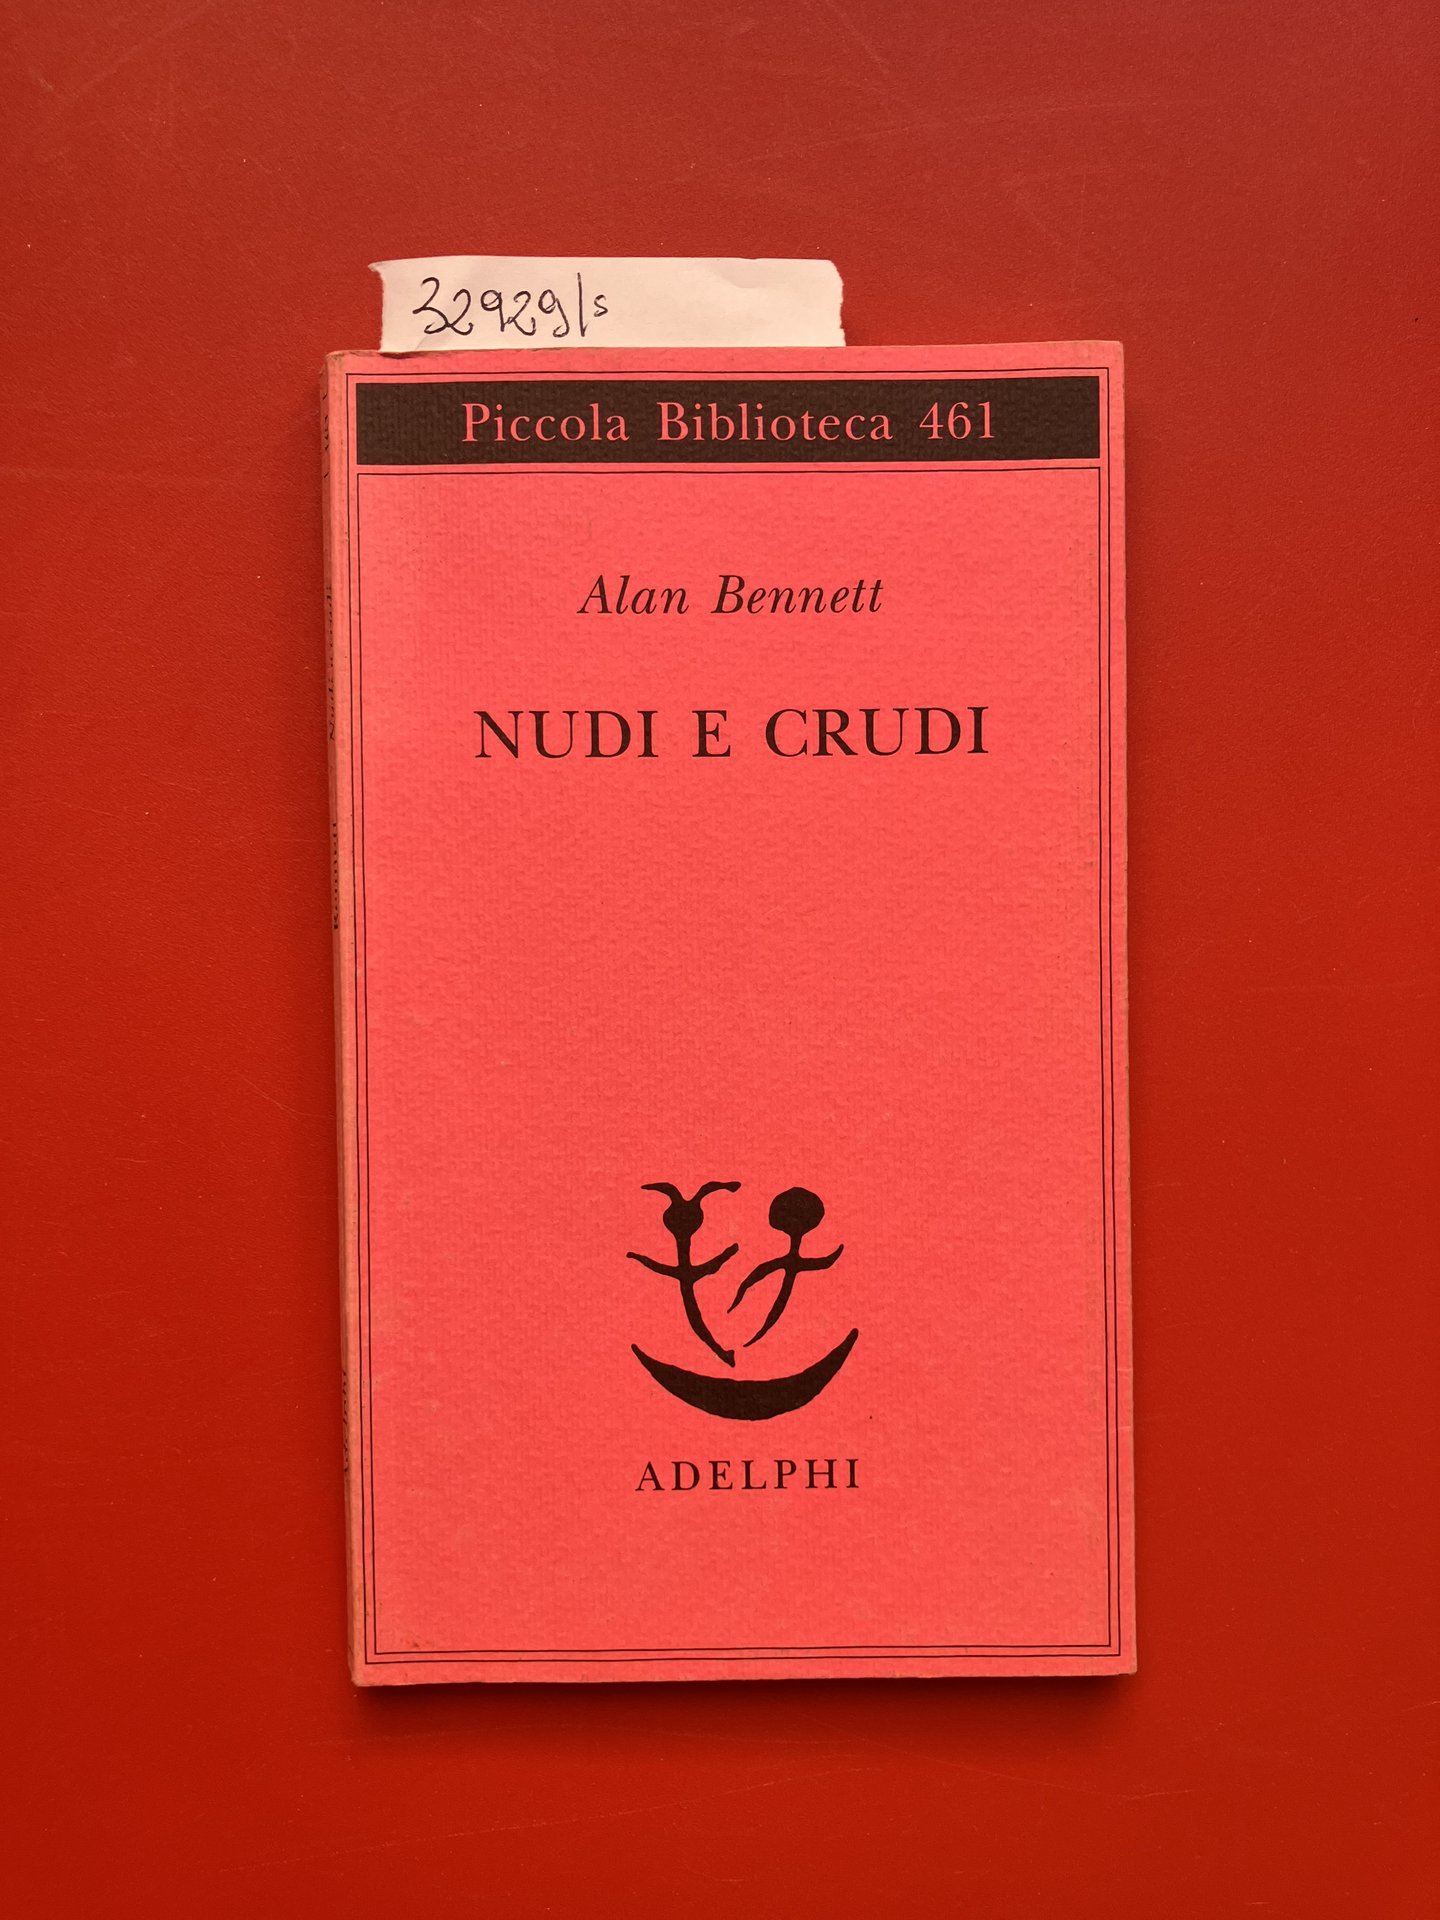 32929/s
Piccola Biblioteca 461
Alan Bennett
NUDI E CRUDI
ADELPHI